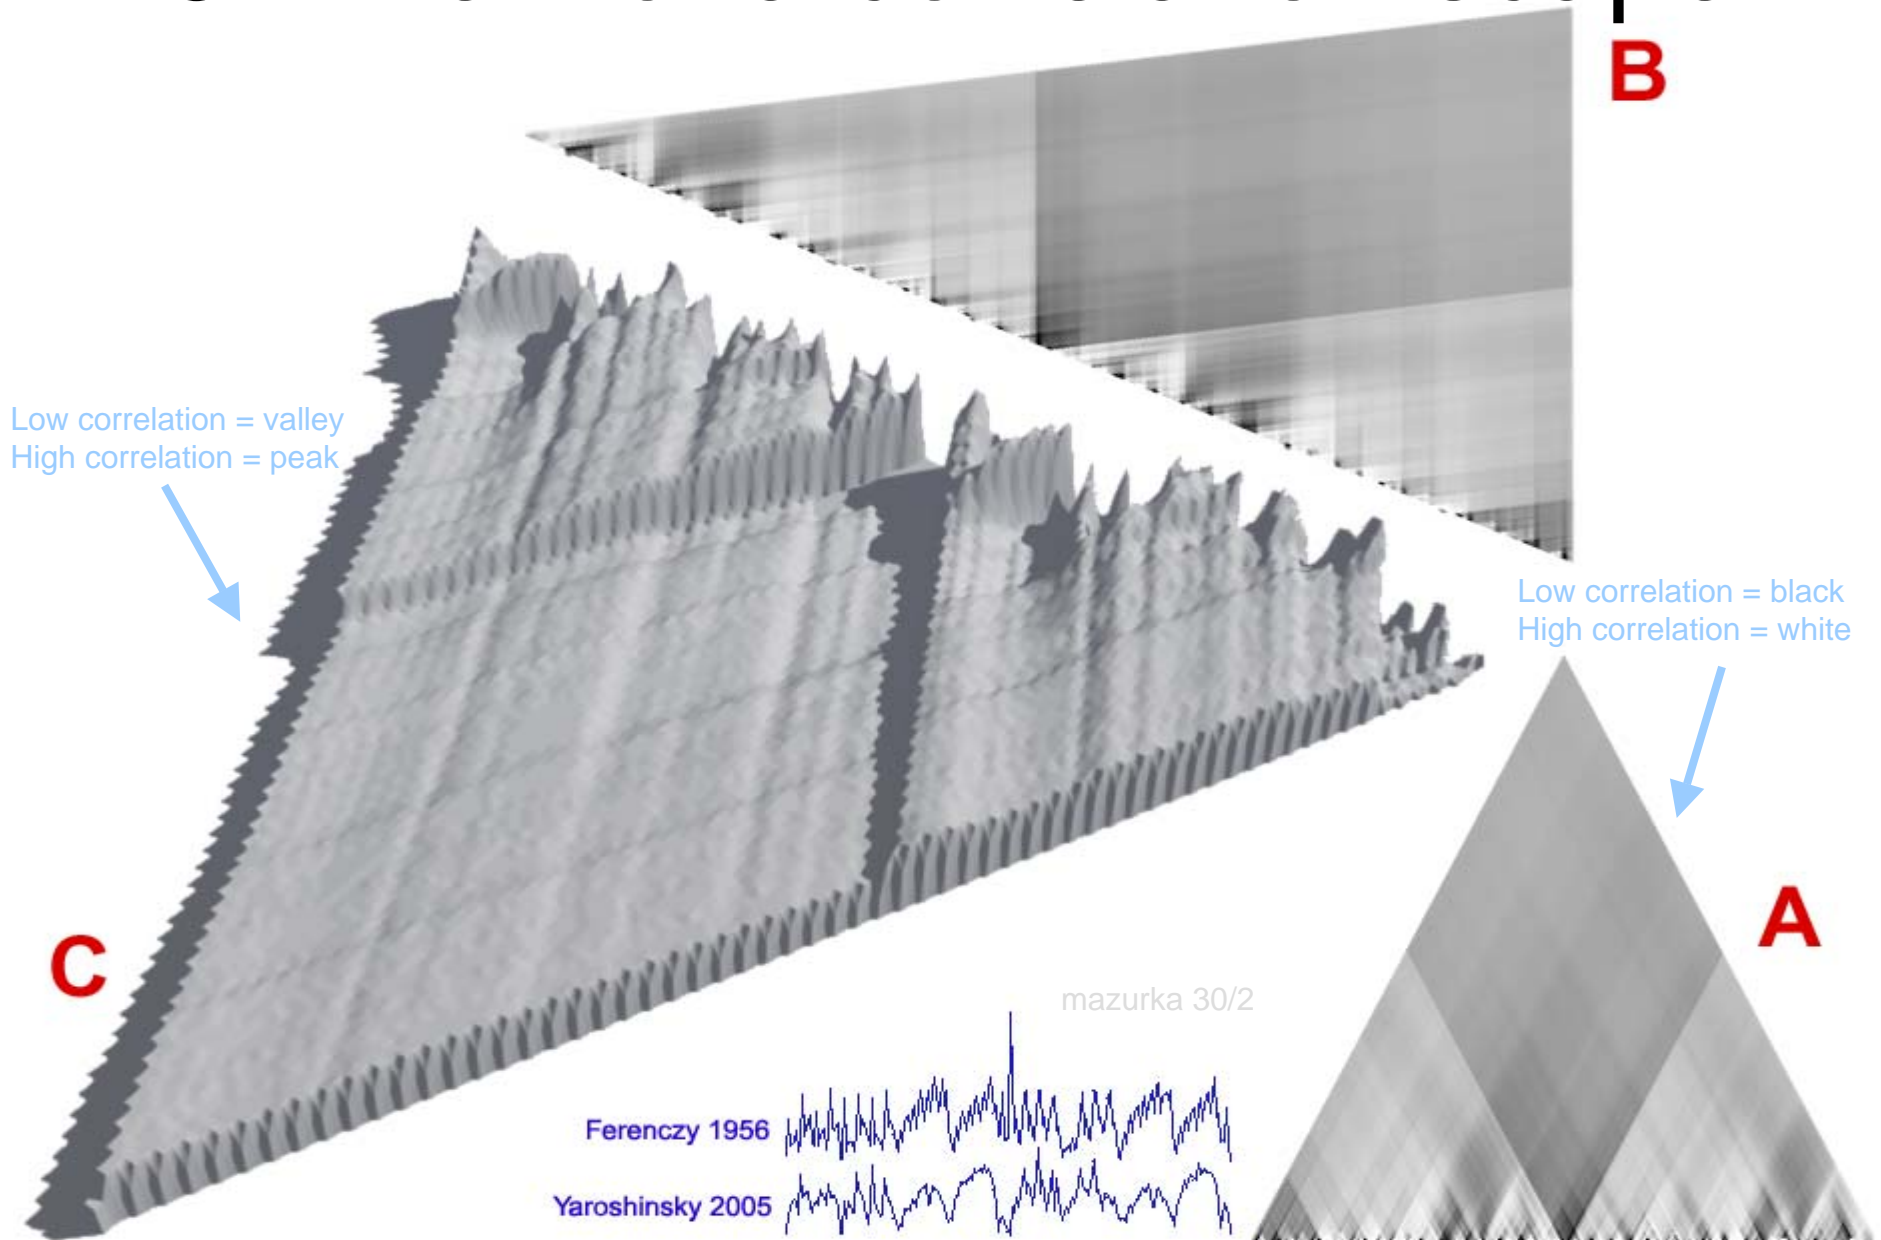 B
Low correlation = valley
High correlation = peak
Low correlation = black
High correlation = white
A
C
mazurka 30/2
Ferenczy 1956
Yaroshinsky 2005